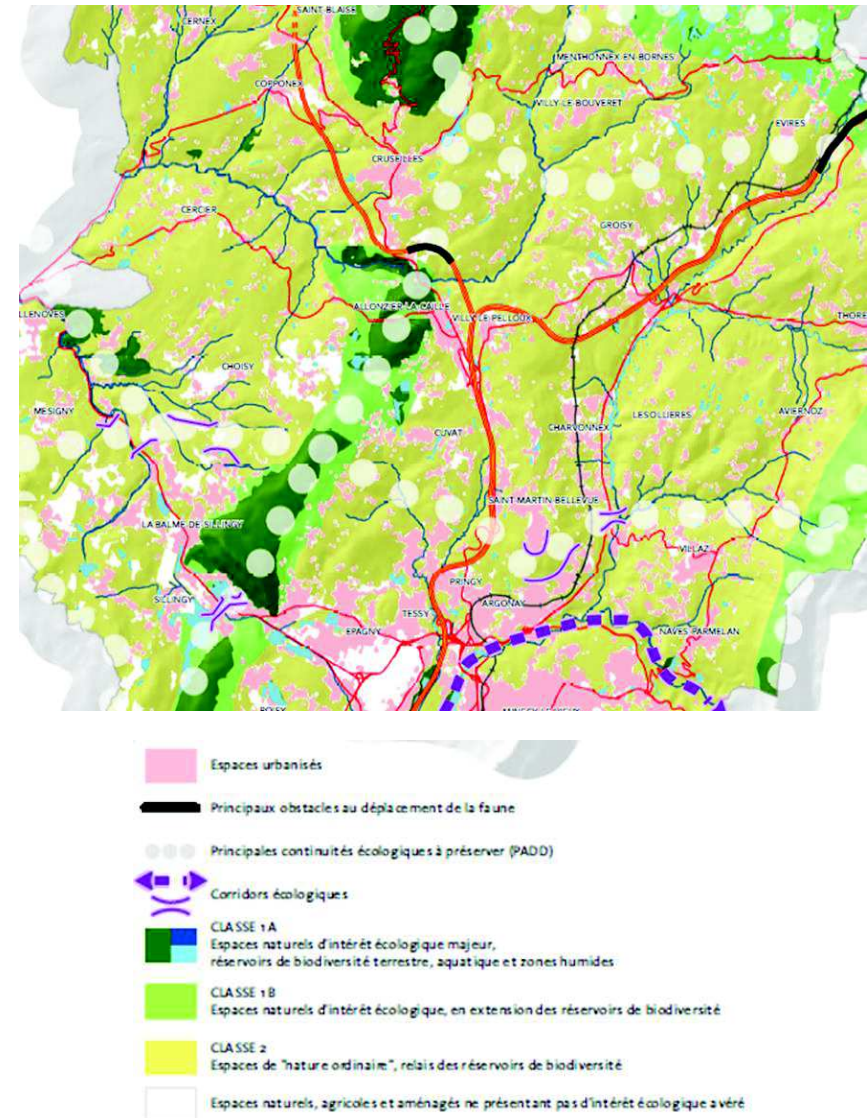 SAINT BLAISE
CERNEX
MENTHONNEX-EN-BORNES
COPPONEX
VILLY-LE-BOUVERET
EVIRES
CRUSEILLES
CERCIER
GROISY
ALLONZIER-LA-CAILLE
LLENOVES
VILLY-LE-PELLOUX
THORE
CHOISY
MESIGNY
LES OLLIERES
AVIERNOZ
CUVAT
CHARVONNEX
SAINT-MARTIN-BELLEVUE
LA BALME-DE-SILLINGY
VILLAZ
PRINGY
SILLINGY
TESSY
ARGONAY
EPAGNY
NAVES-PARMELAN
Espaces urbanisés
Principaux obstacles au déplacement de la faune
Principales continuités écologiques à préserver (PADD)
Corridors écologiques
CLASSE 1A
Espaces naturels d'intérêt écologique majeur,
réservoirs de biodiversité terrestre, aquatique et zones humides
CLASSE 1B
Espaces naturels d'intérêt écologique, en extension des réservoirs de biodiversité
CLASSE 2
Espaces de "nature ordinaire", relais des réservoirs de biodiversité
Espaces naturels, agricoles et aménagés ne présentant pas d'intérêt écologique avéré